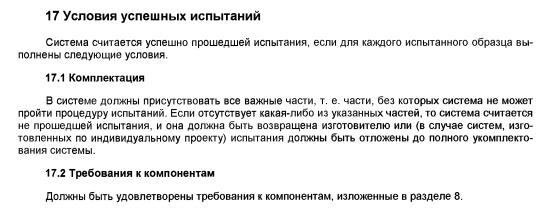 17 Условия успешных испытаний
Система считается успешно прошедшей испытания, если для каждого испытанного образца вы-
полнены следующие условия.
17.1 Комплектация
В системе должны присутствовать все важные части, т. е. части, без которых система не может
пройти процедуру испытаний. Если отсутствует какая-либо из указанных частей, то система считается
не прошедшей испытания, и она должна быть возвращена изготовителю или (в случае систем, изго-
товленных по индивидуальному проекту) испытания должны быть отложены до полного укомплекто-
вания системы.
17.2 Требования к компонентам
Должны быть удовлетворены требования к компонентам, изложенные в разделе 8.